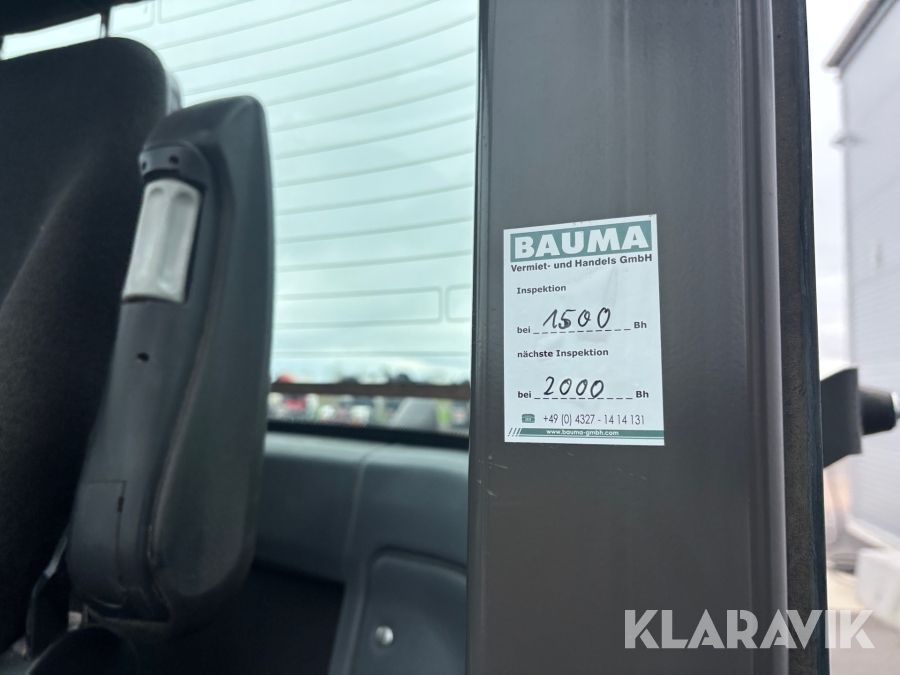 BAUMA
Vermiet- und Handels GmbH
Inspektion
bei 1500 Bh
nächste Inspektion
bei 2000 Bh
+49 (0) 4327 - 14 14 131
www.bauma-gmbh.com
KLARAVIK